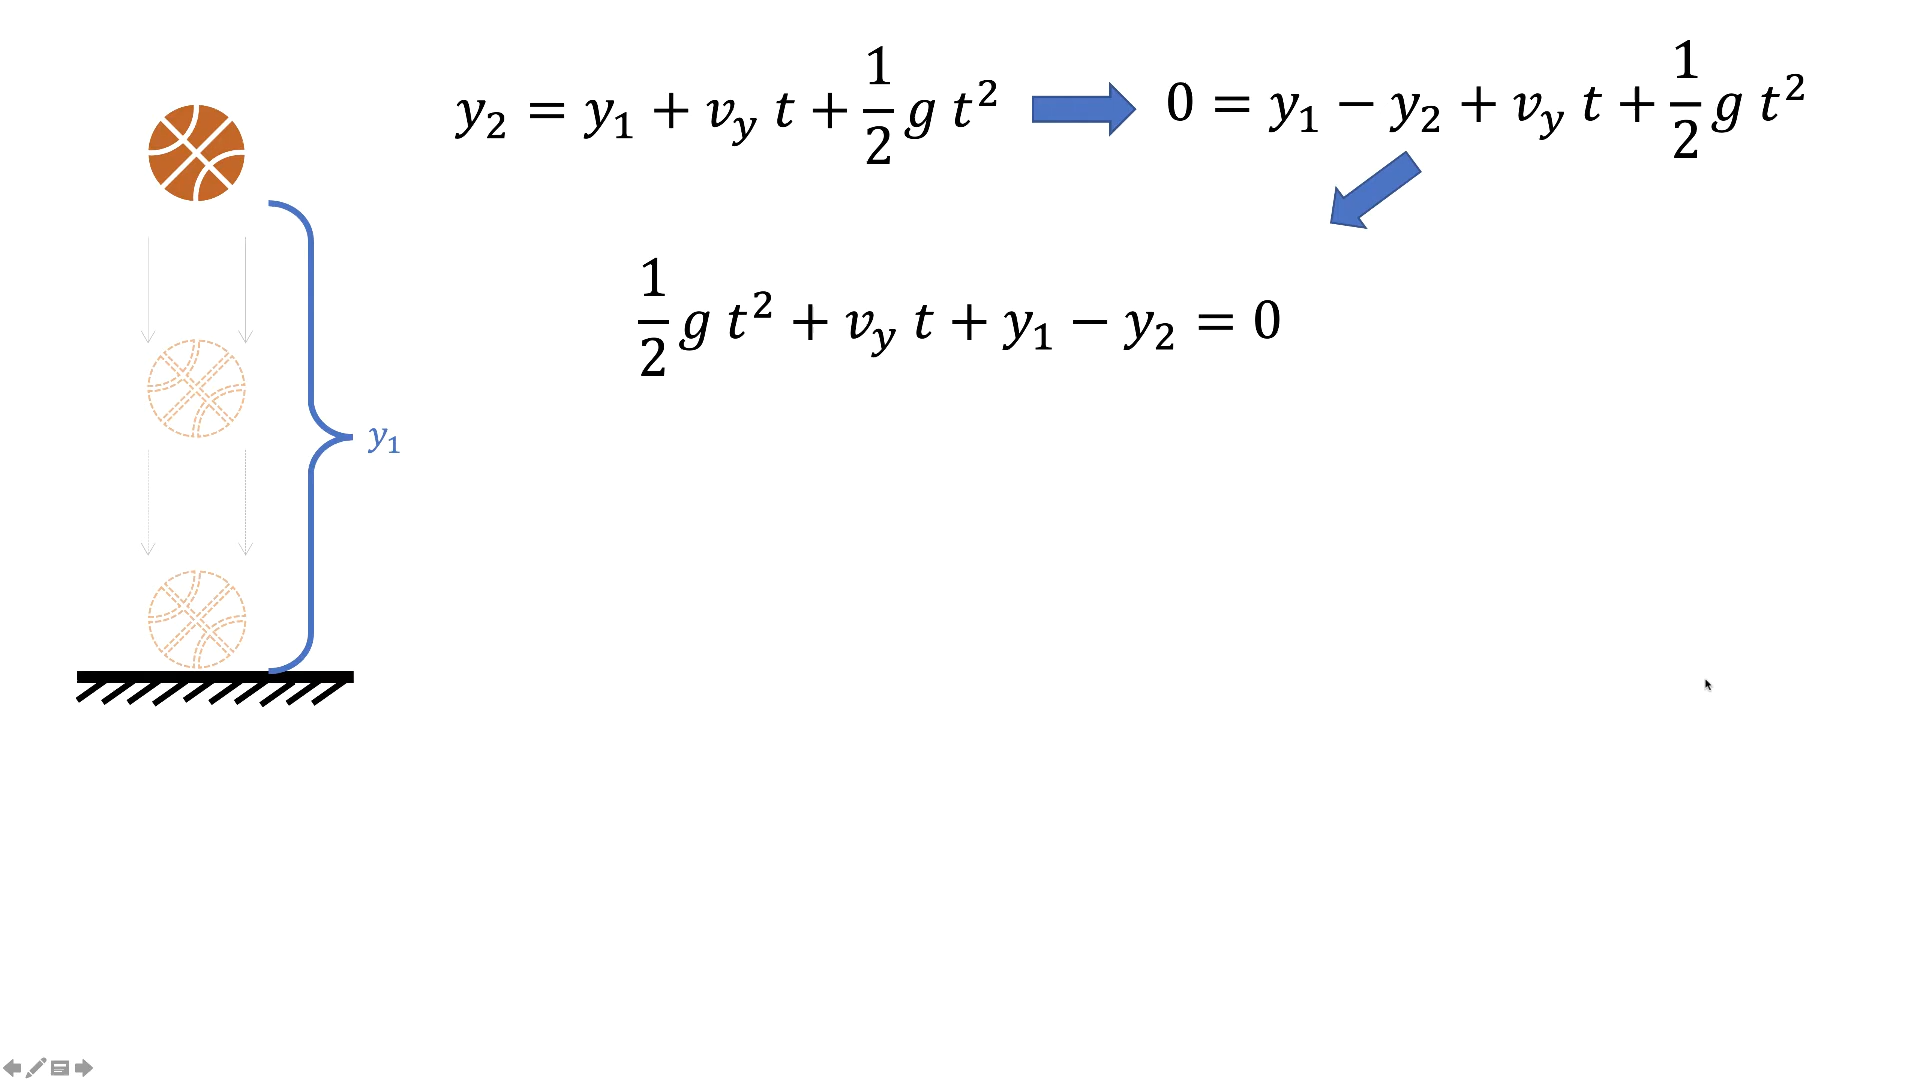 y₂ = y₁ + v_y t + 1/2 g t²
0 = y₁ − y₂ + v_y t + 1/2 g t²
1/2 g t² + v_y t + y₁ − y₂ = 0
y₁